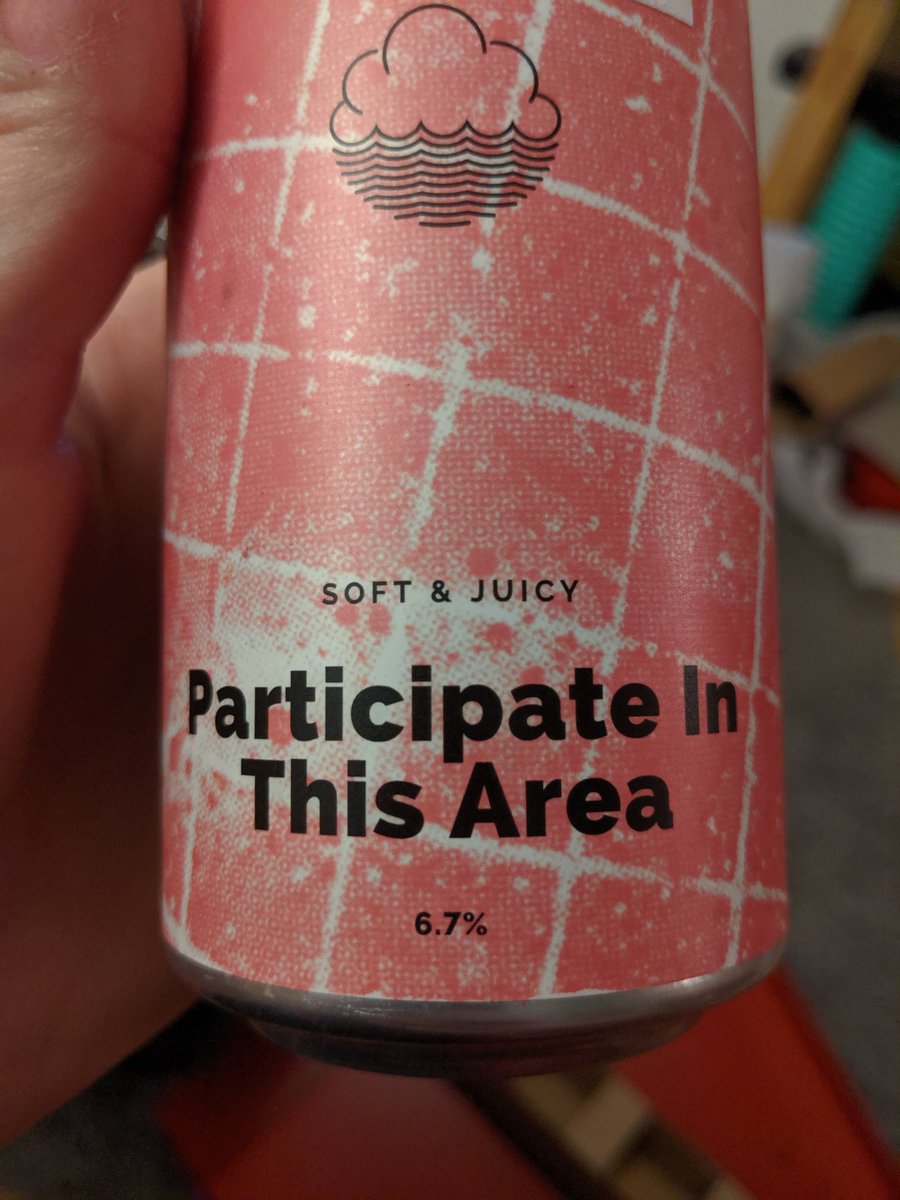 SOFT & JUICY
Participate In
This Area
6.7%